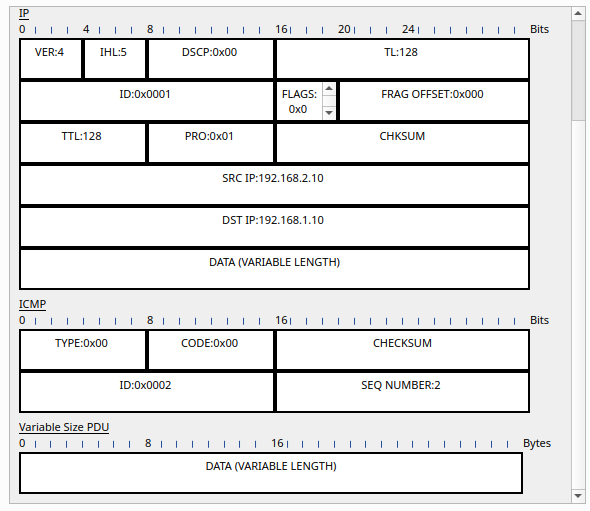 IP
0 4 8 16 20 24 Bits
VER:4 IHL:5 DSCP:0x00 TL:128
ID:0x0001 FLAGS: 0x0 FRAG OFFSET:0x000
TTL:128 PRO:0x01 CHKSUM
SRC IP:192.168.2.10
DST IP:192.168.1.10
DATA (VARIABLE LENGTH)
ICMP
0 8 16 Bits
TYPE:0x00 CODE:0x00 CHECKSUM
ID:0x0002 SEQ NUMBER:2
Variable Size PDU
0 8 16 Bytes
DATA (VARIABLE LENGTH)